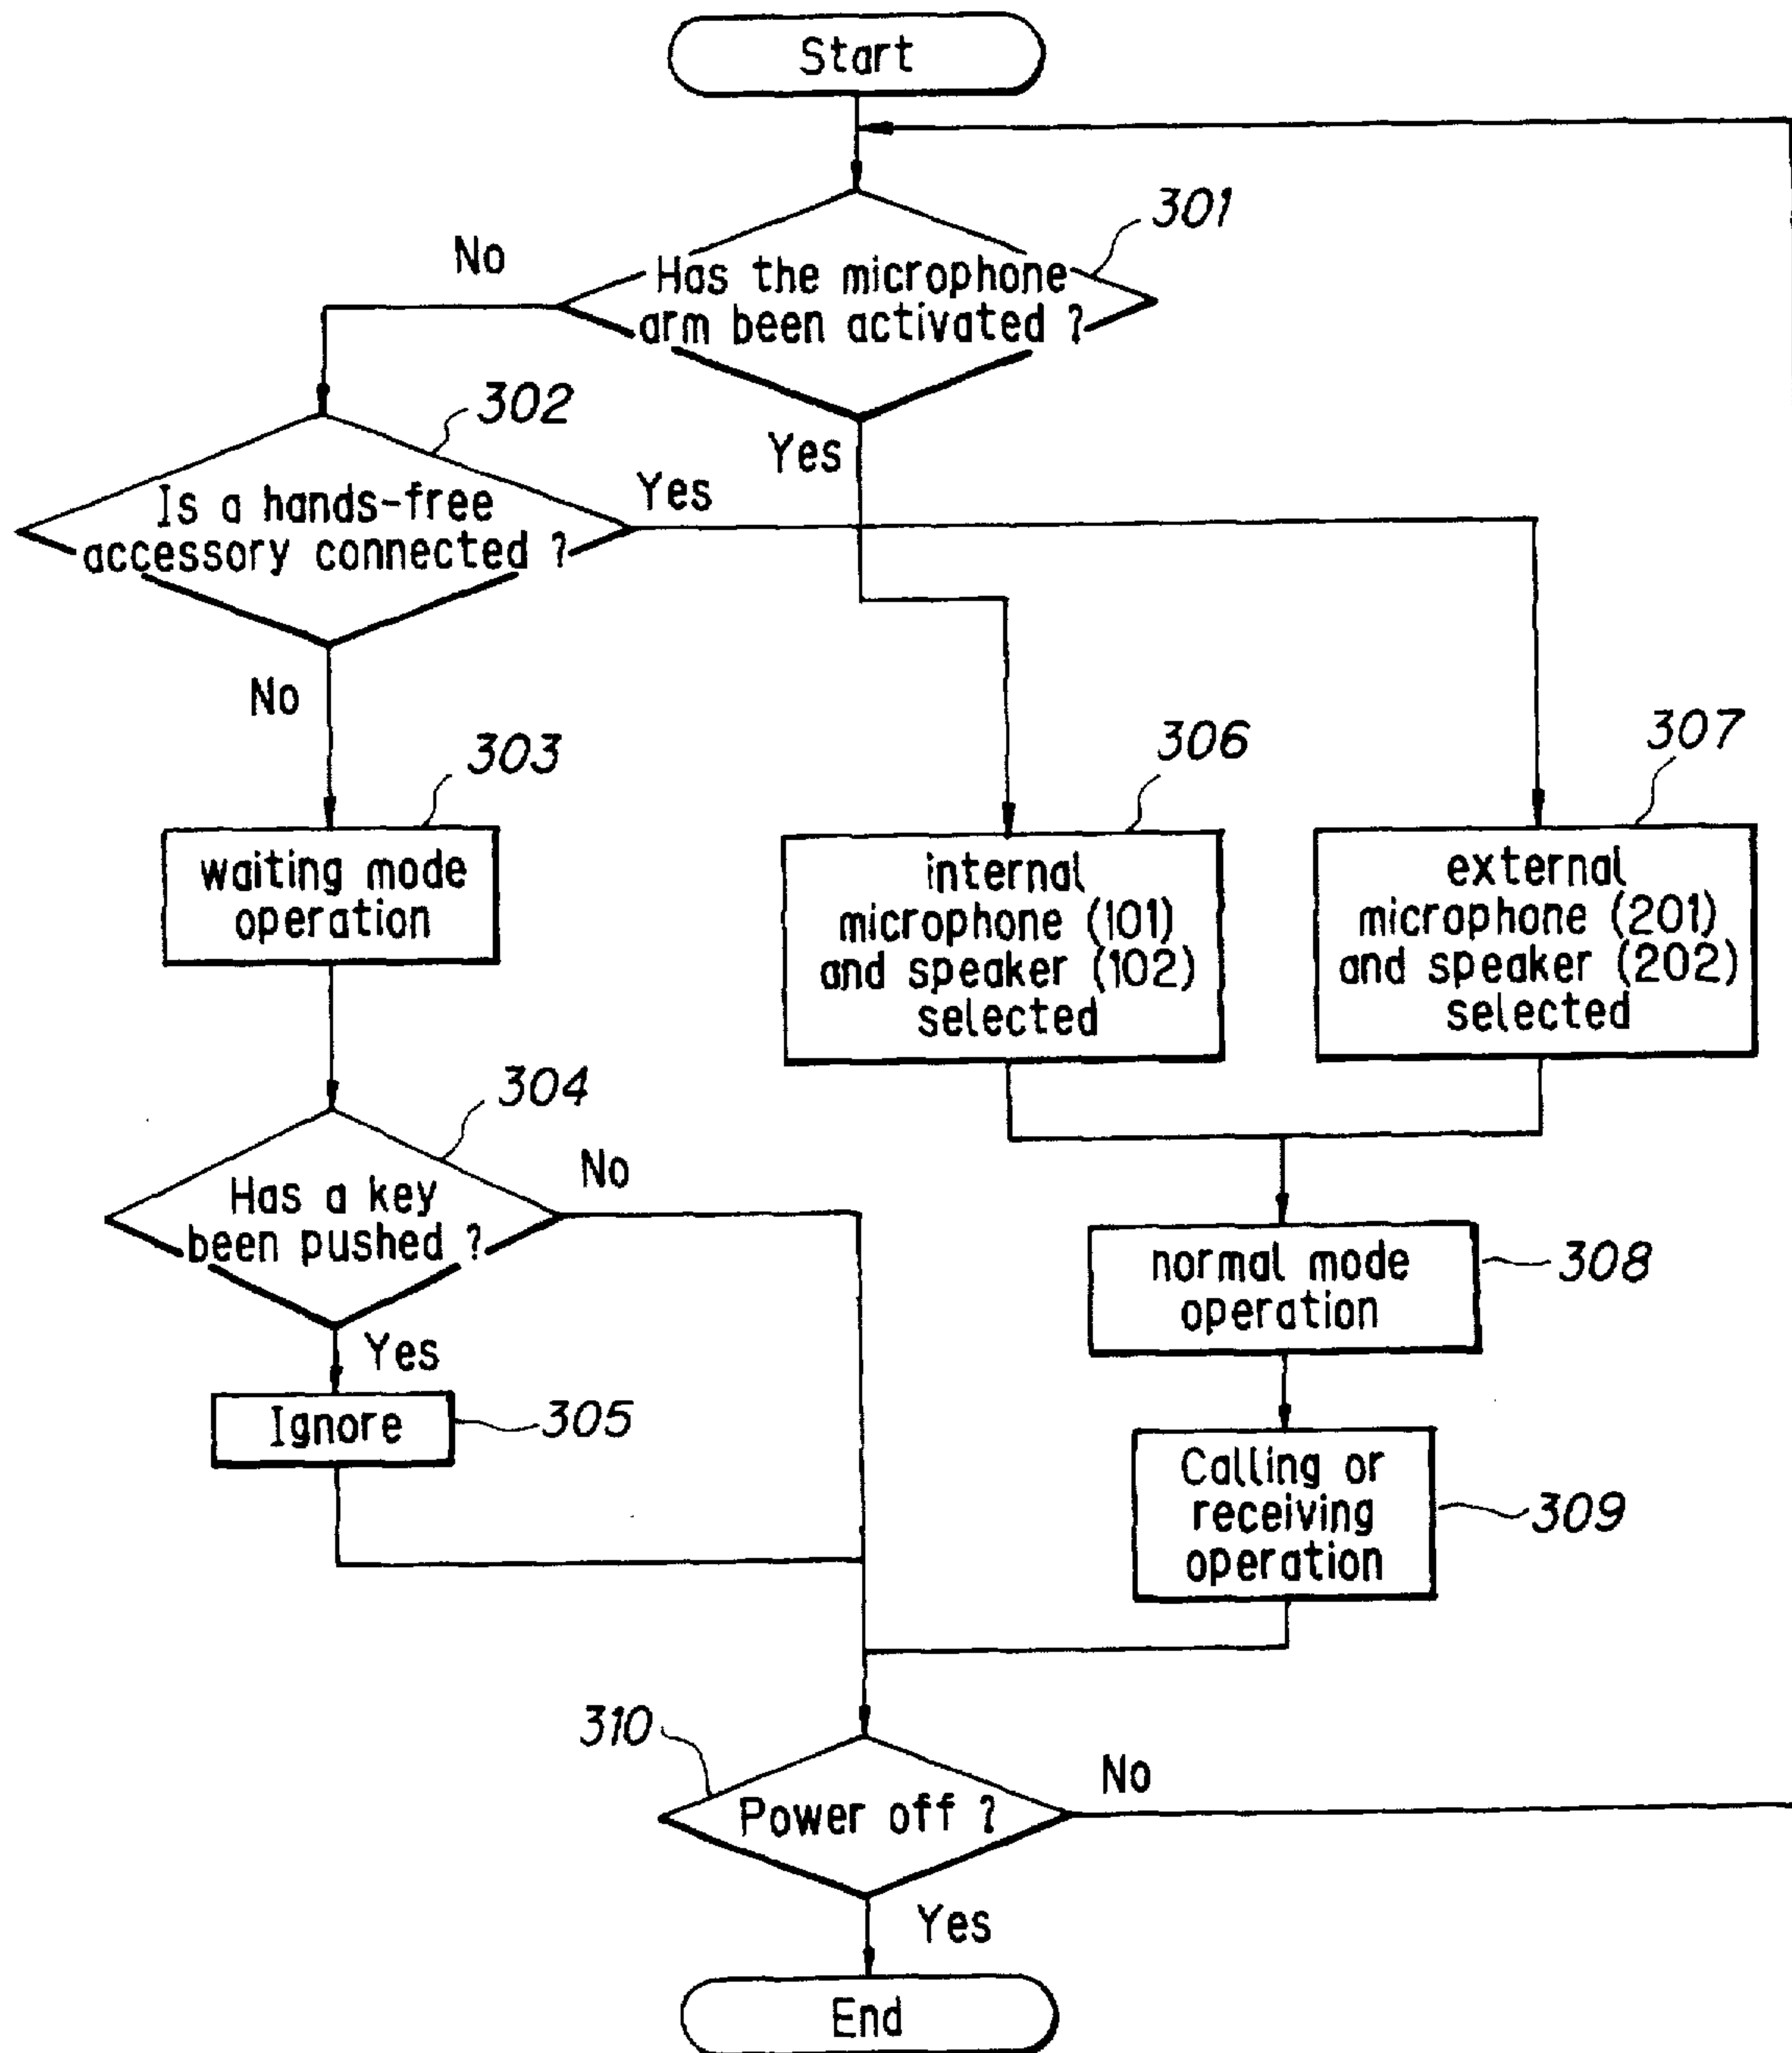 Start
301
No
Has the microphone
arm been activated ?
302
Yes
Is a hands-free
accessory connected ?
Yes
No
303
306
307
waiting mode
operation
internal
microphone (101)
and speaker (102)
selected
external
microphone (201)
and speaker (202)
selected
304
No
Has a key
been pushed ?
Yes
normal mode
operation
308
Ignore
305
Calling or
receiving
operation
309
310
No
Power off ?
Yes
End